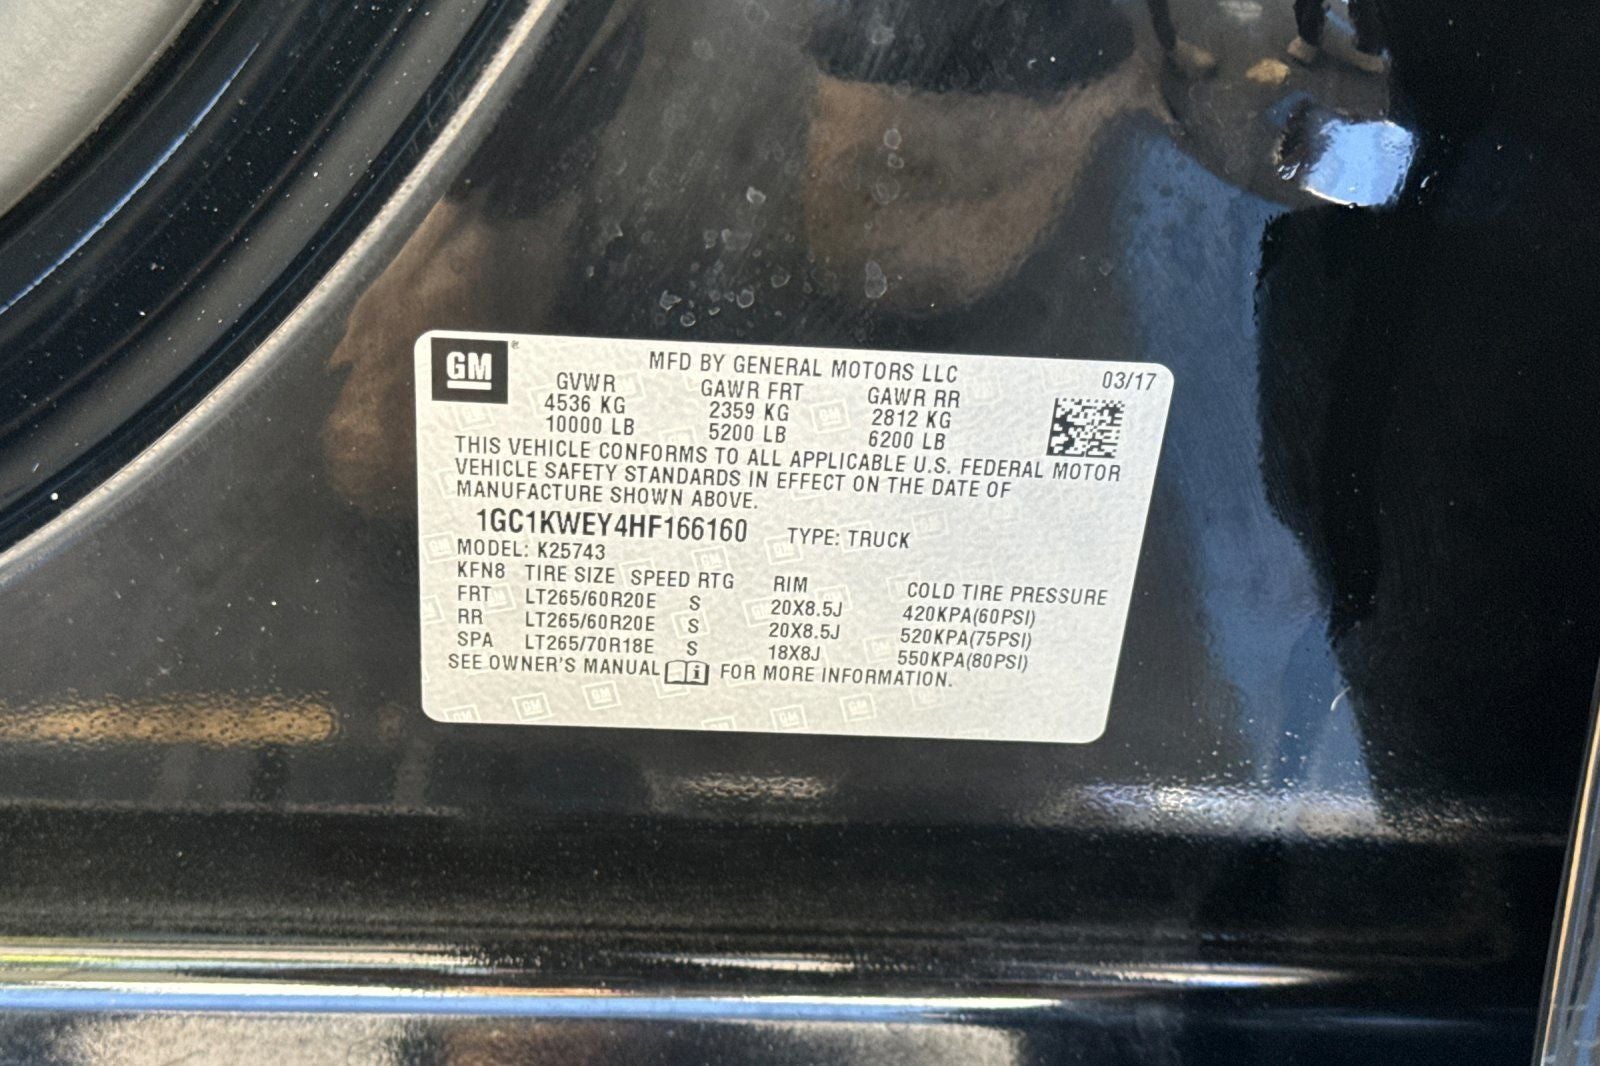 GM
MFD BY GENERAL MOTORS LLC
03/17
GVWR GAWR FRT GAWR RR
4536 KG 2359 KG 2812 KG
10000 LB 5200 LB 6200 LB
THIS VEHICLE CONFORMS TO ALL APPLICABLE U.S. FEDERAL MOTOR
VEHICLE SAFETY STANDARDS IN EFFECT ON THE DATE OF
MANUFACTURE SHOWN ABOVE.
1GC1KWEY4HF166160 TYPE: TRUCK
MODEL: K25743
KFN8 TIRE SIZE SPEED RTG RIM COLD TIRE PRESSURE
FRT LT265/60R20E S 20X8.5J 420KPA(60PSI)
RR LT265/60R20E S 20X8.5J 520KPA(75PSI)
SPA LT265/70R18E S 18X8J 550KPA(80PSI)
SEE OWNER'S MANUAL i FOR MORE INFORMATION.